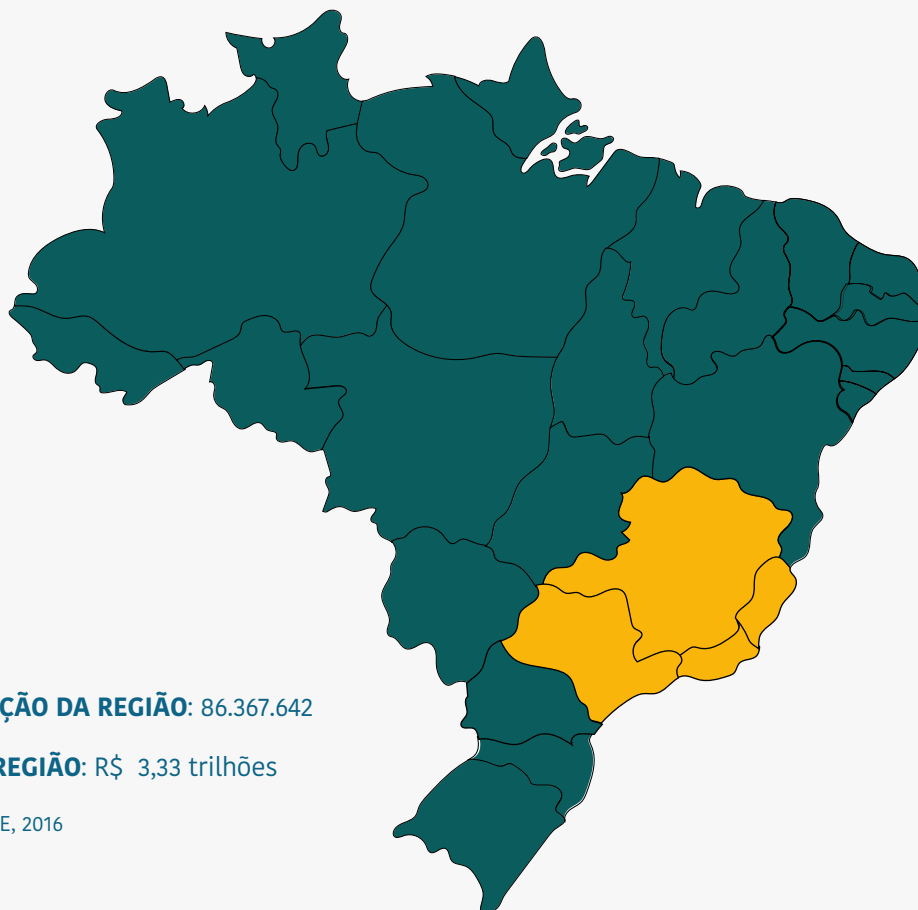 ÇÃO DA REGIÃO: 86.367.642
REGIÃO: R$ 3,33 trilhões
E, 2016